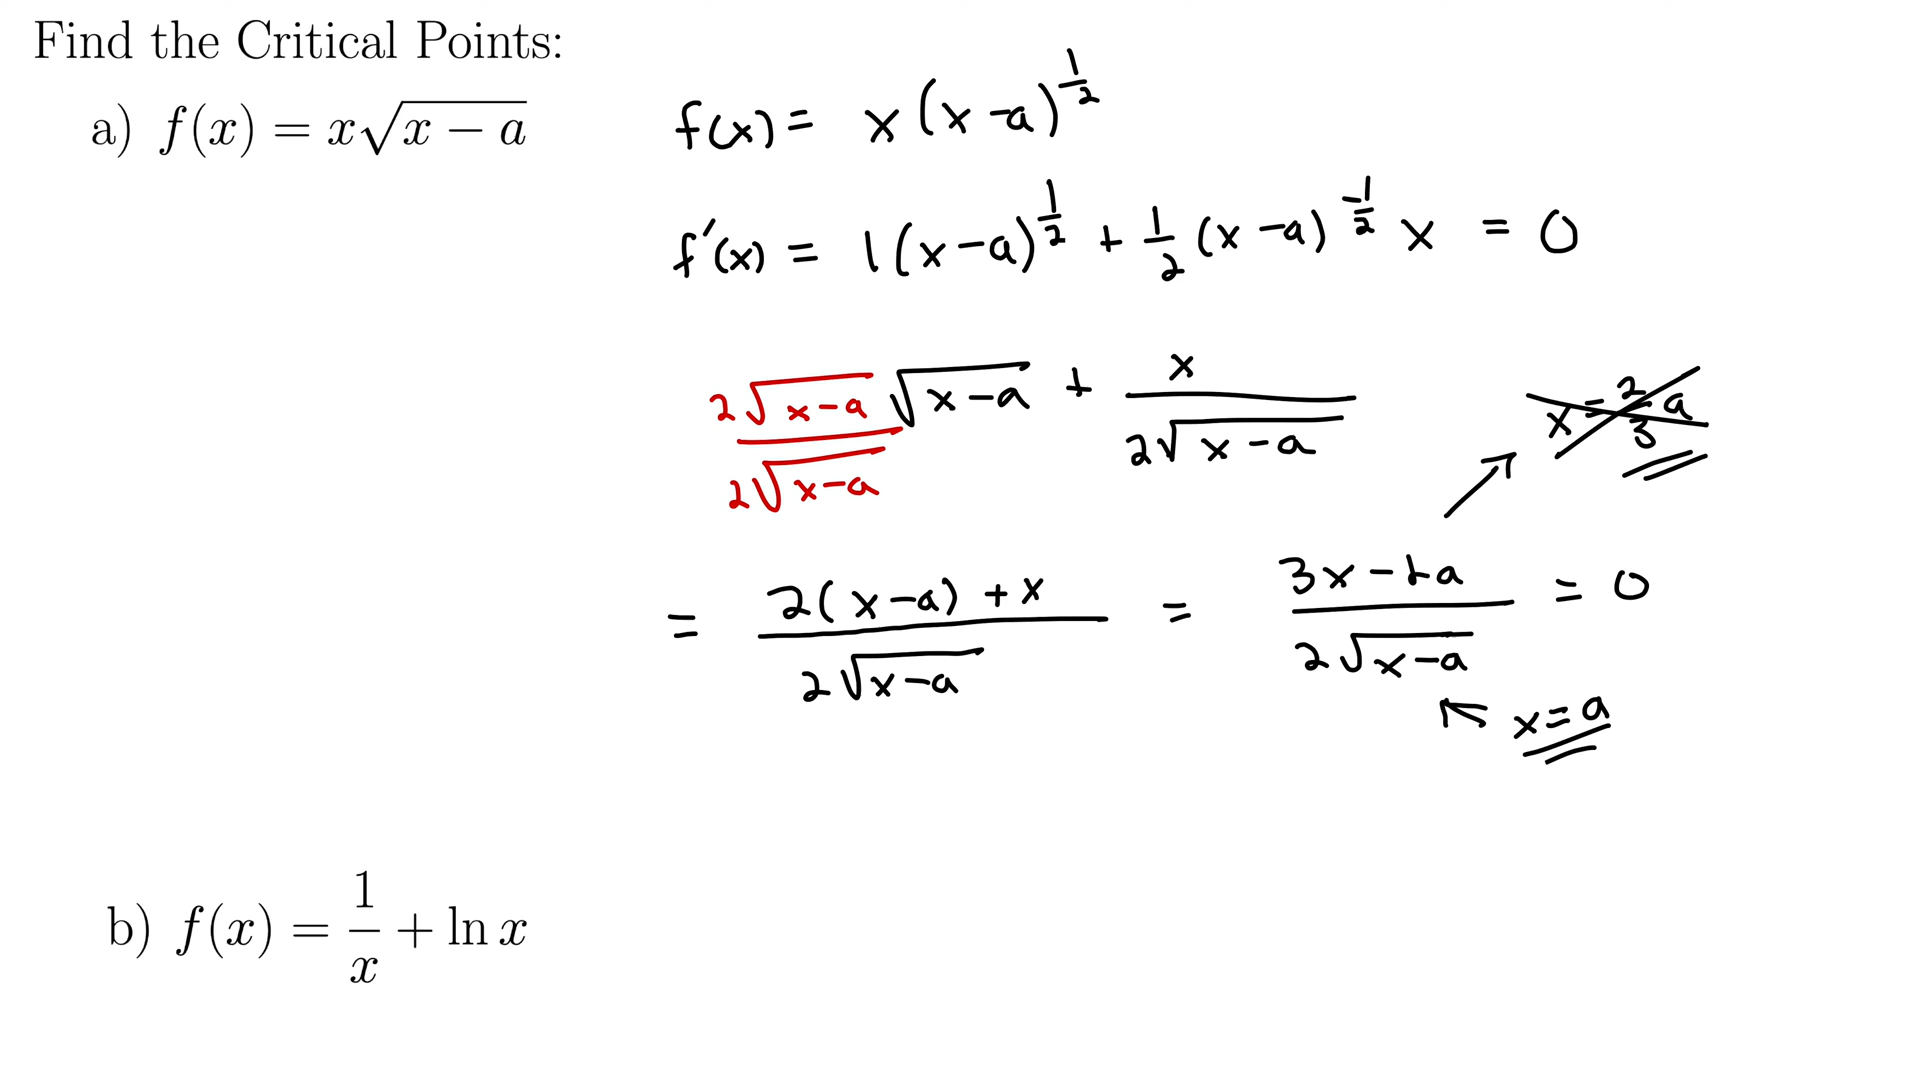 Find the Critical Points:
a) f(x) = x√(x − a)
f(x) = x(x − a)^(1/2)
f'(x) = 1(x − a)^(1/2) + 1/2 (x − a)^(-1/2) x = 0
2√(x − a) / 2√(x − a) √(x − a) + x / 2√(x − a)
x = 2/3 a
= (2(x − a) + x) / 2√(x − a) = (3x − 2a) / 2√(x − a) = 0
x = a
b) f(x) = 1/x + ln x